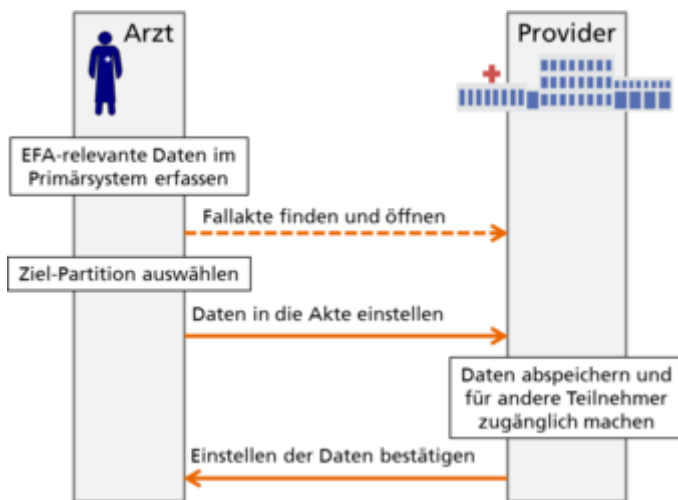 Arzt
Provider
EFA-relevante Daten im
Primärsystem erfassen
Fallakte finden und öffnen
Ziel-Partition auswählen
Daten in die Akte einstellen
Daten abspeichern und
für andere Teilnehmer
zugänglich machen
Einstellen der Daten bestätigen